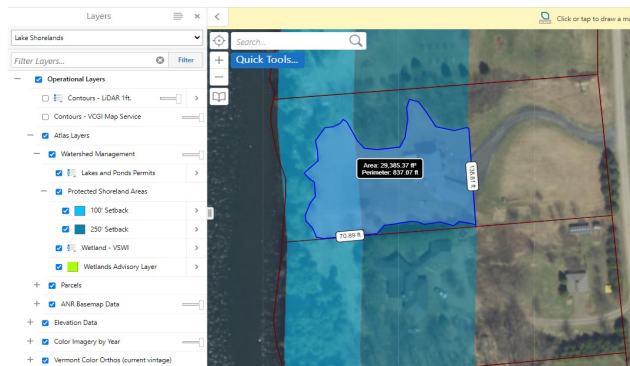 Layers
Click or tap to draw a m
Lake Shorelands
Search...
Filter Layers...
Filter
Quick Tools...
Operational Layers
Contours - LiDAR 1ft.
Contours - VCGI Map Service
Atlas Layers
Watershed Management
Lakes and Ponds Permits
Protected Shoreland Areas
100' Setback
250' Setback
Wetland - VSWI
Wetlands Advisory Layer
Parcels
ANR Basemap Data
Elevation Data
Color Imagery by Year
Vermont Color Orthos (current vintage)
Area: 29,385.37 ft²
Perimeter: 837.07 ft
138.61 ft
70.89 ft